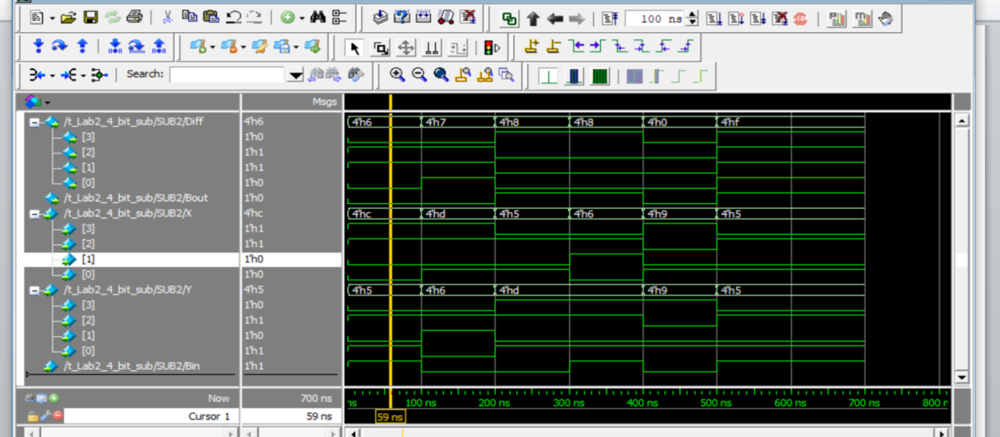 100 ns
Search:
Msgs
/t_Lab2_4_bit_sub/SUB2/Diff 4'h6 4'h6 4'h7 4'h8 4'h8 4'h0 4'hf
[3] 1'h0
[2] 1'h1
[1] 1'h1
[0] 1'h0
/t_Lab2_4_bit_sub/SUB2/Bout 1'h0
/t_Lab2_4_bit_sub/SUB2/X 4'hc 4'hc 4'hd 4'h5 4'h6 4'h9 4'h5
[3] 1'h1
[2] 1'h1
[1] 1'h0
[0] 1'h0
/t_Lab2_4_bit_sub/SUB2/Y 4'h5 4'h5 4'h6 4'hd 4'h9 4'h5
[3] 1'h0
[2] 1'h1
[1] 1'h0
[0] 1'h1
/t_Lab2_4_bit_sub/SUB2/Bin 1'h1
Now 700 ns ns 100 ns 200 ns 300 ns 400 ns 500 ns 600 ns 700 ns 800 r
Cursor 1 59 ns 59 ns